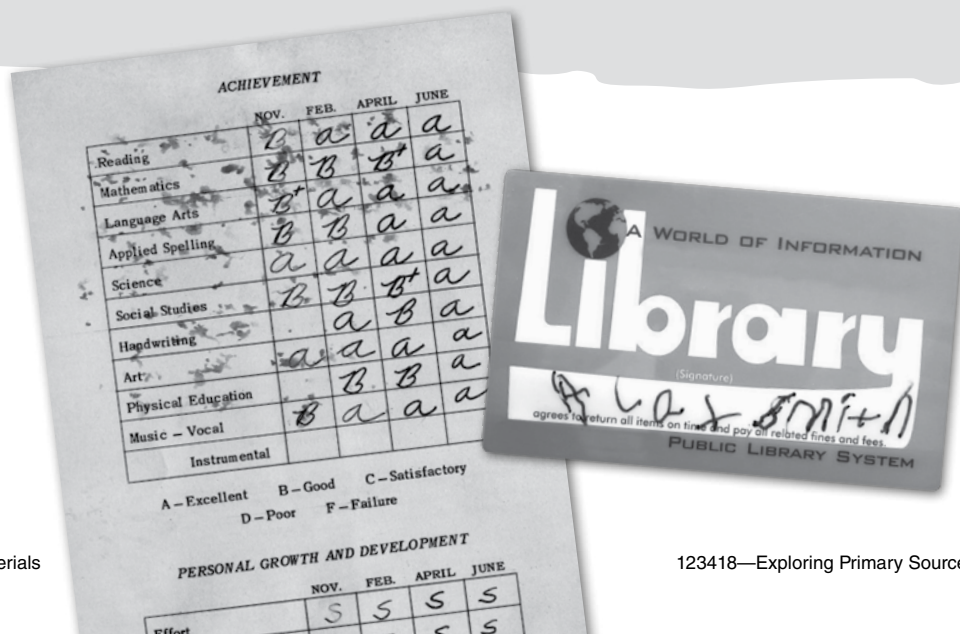 ACHIEVEMENT
NOV. FEB. APRIL JUNE
Reading B a a a
Mathematics B B B+ a
Language Arts B+ a a a
Applied Spelling B B a a
Science a a a a
Social Studies B B B+ a
Handwriting a B a
Art a a a a
Physical Education B B a
Music – Vocal B a a a
Instrumental
A – Excellent B – Good C – Satisfactory
D – Poor F – Failure
PERSONAL GROWTH AND DEVELOPMENT
NOV. FEB. APRIL JUNE
Effort S S S S
S S
A WORLD OF INFORMATION
Library
(Signature)
Smith
agrees to return all items on time and pay all related fines and fees.
PUBLIC LIBRARY SYSTEM
erials
123418—Exploring Primary Source